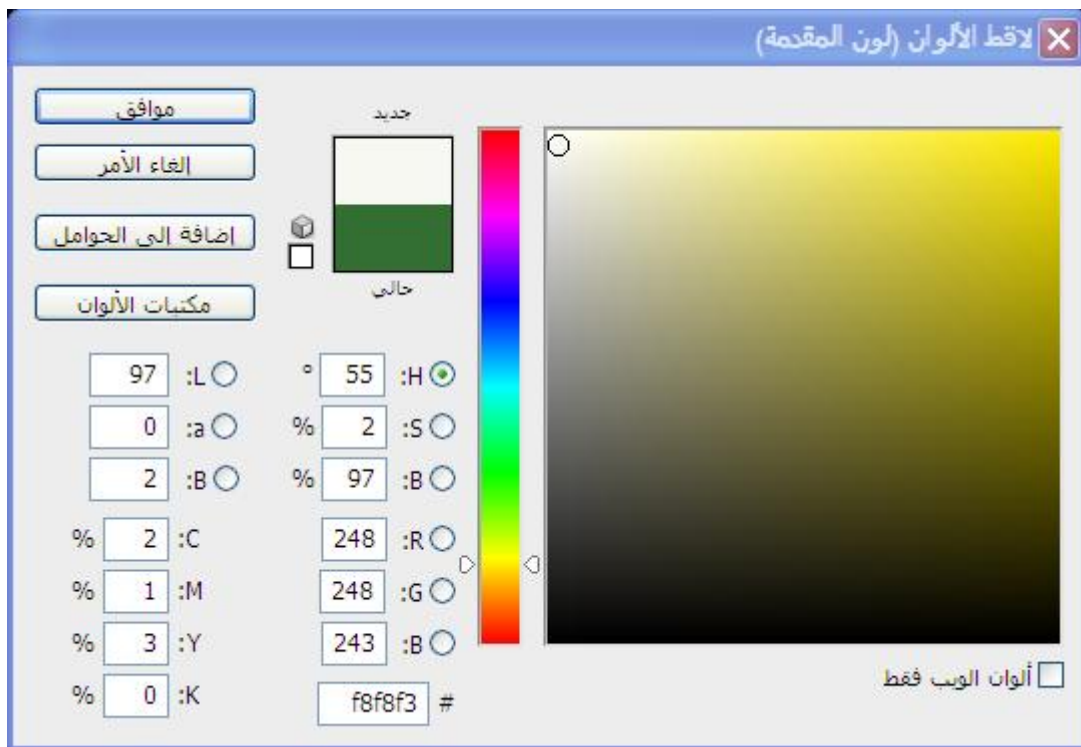 لاقط الألوان (لون المقدمة)
موافق
جديد
إلغاء الأمر
إضافة إلى الحوامل
حالي
مكتبات الألوان
H: 55 °
L: 97
S: 2 %
a: 0
B: 97 %
B: 2
R: 248
C: 2 %
G: 248
M: 1 %
B: 243
Y: 3 %
# f8f8f3
K: 0 %
ألوان الويب فقط